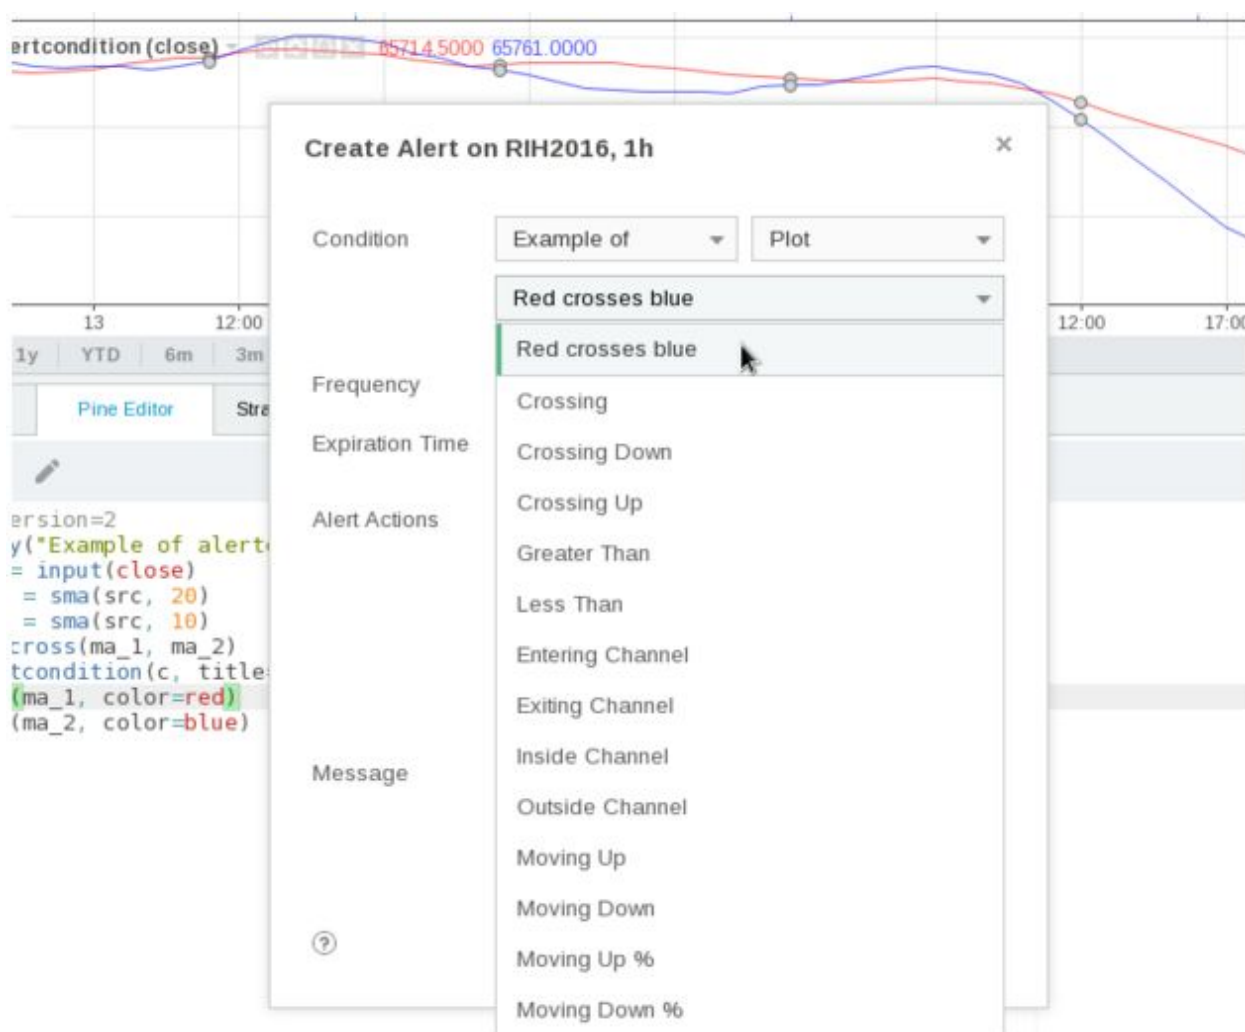 ertcondition (close) 65714.5000 65761.0000
Create Alert on RIH2016, 1h ×
Condition Example of Plot
Red crosses blue
13 12:00 12:00 17:00
Red crosses blue
1y YTD 6m 3m
Frequency
Crossing
Pine Editor Stra
Expiration Time
Crossing Down
Crossing Up
Alert Actions
ersion=2
y("Example of alert
Greater Than
= input(close)
= sma(src, 20)
Less Than
= sma(src, 10)
cross(ma_1, ma_2)
Entering Channel
tcondition(c, title=
(ma_1, color=red)
Exiting Channel
(ma_2, color=blue)
Inside Channel
Message
Outside Channel
Moving Up
Moving Down
?
Moving Up %
Moving Down %